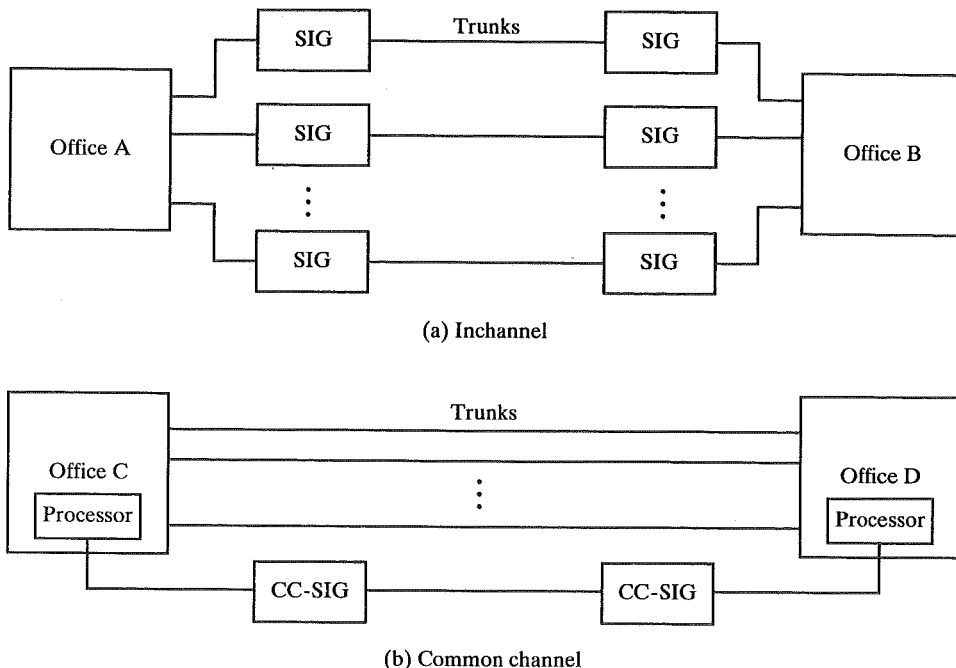 SIG Trunks SIG
Office A SIG SIG Office B
SIG SIG
(a) Inchannel
Trunks
Office C Office D
Processor Processor
CC-SIG CC-SIG
(b) Common channel